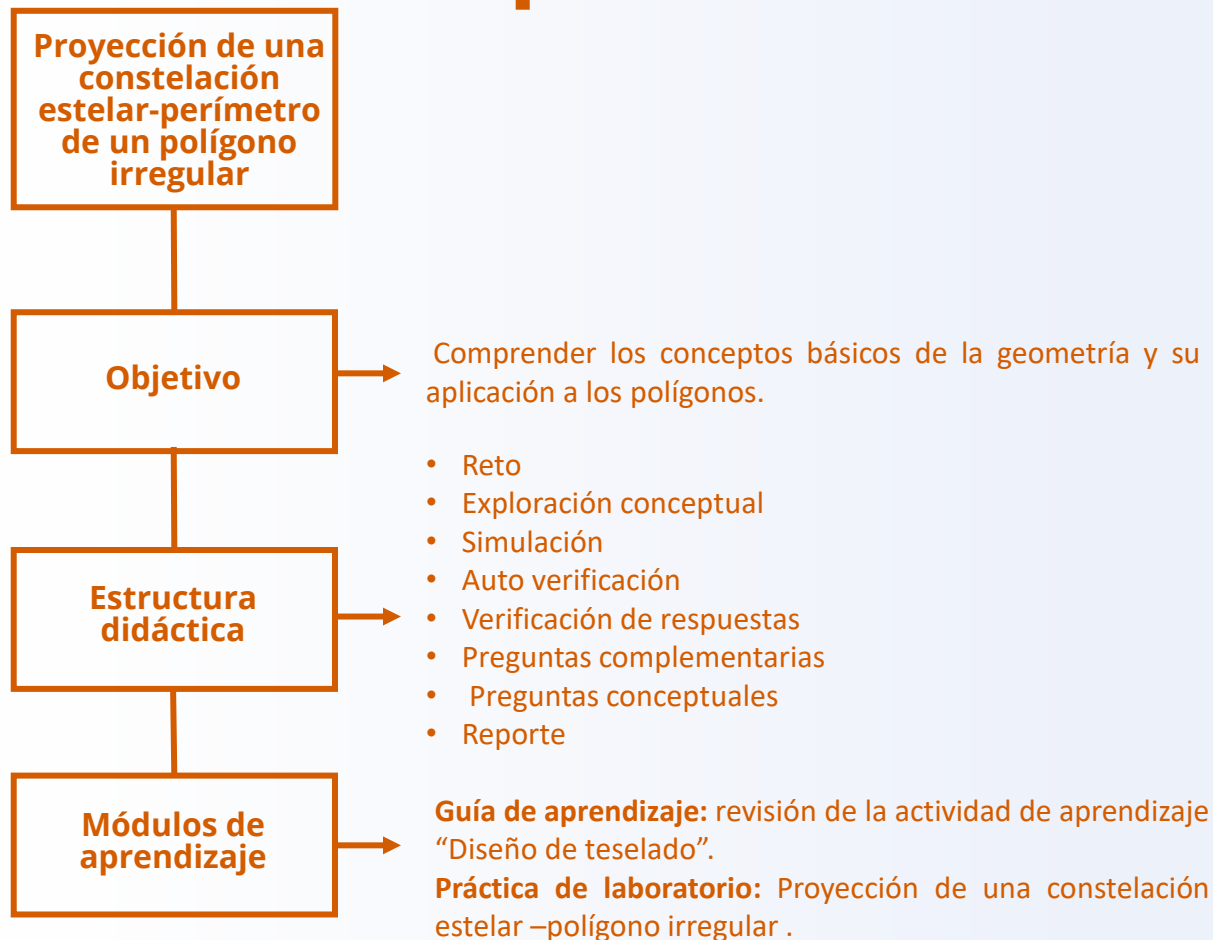 Proyección de una
constelación
estelar-perímetro
de un polígono
irregular
Objetivo
Comprender los conceptos básicos de la geometría y su
aplicación a los polígonos.
Estructura
didáctica
• Reto
• Exploración conceptual
• Simulación
• Auto verificación
• Verificación de respuestas
• Preguntas complementarias
• Preguntas conceptuales
• Reporte
Módulos de
aprendizaje
Guía de aprendizaje: revisión de la actividad de aprendizaje
“Diseño de teselado”.
Práctica de laboratorio: Proyección de una constelación
estelar –polígono irregular .